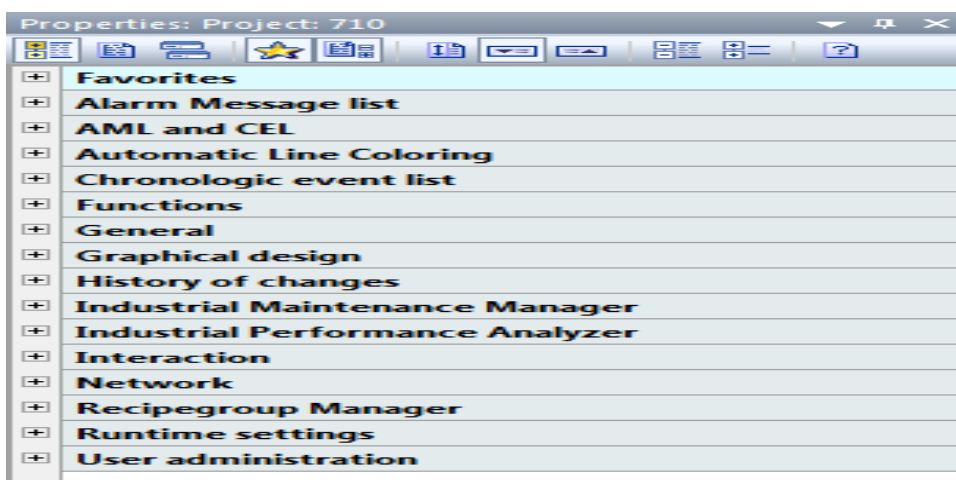 Properties: Project: 710
Favorites
Alarm Message list
AML and CEL
Automatic Line Coloring
Chronologic event list
Functions
General
Graphical design
History of changes
Industrial Maintenance Manager
Industrial Performance Analyzer
Interaction
Network
Recipegroup Manager
Runtime settings
User administration